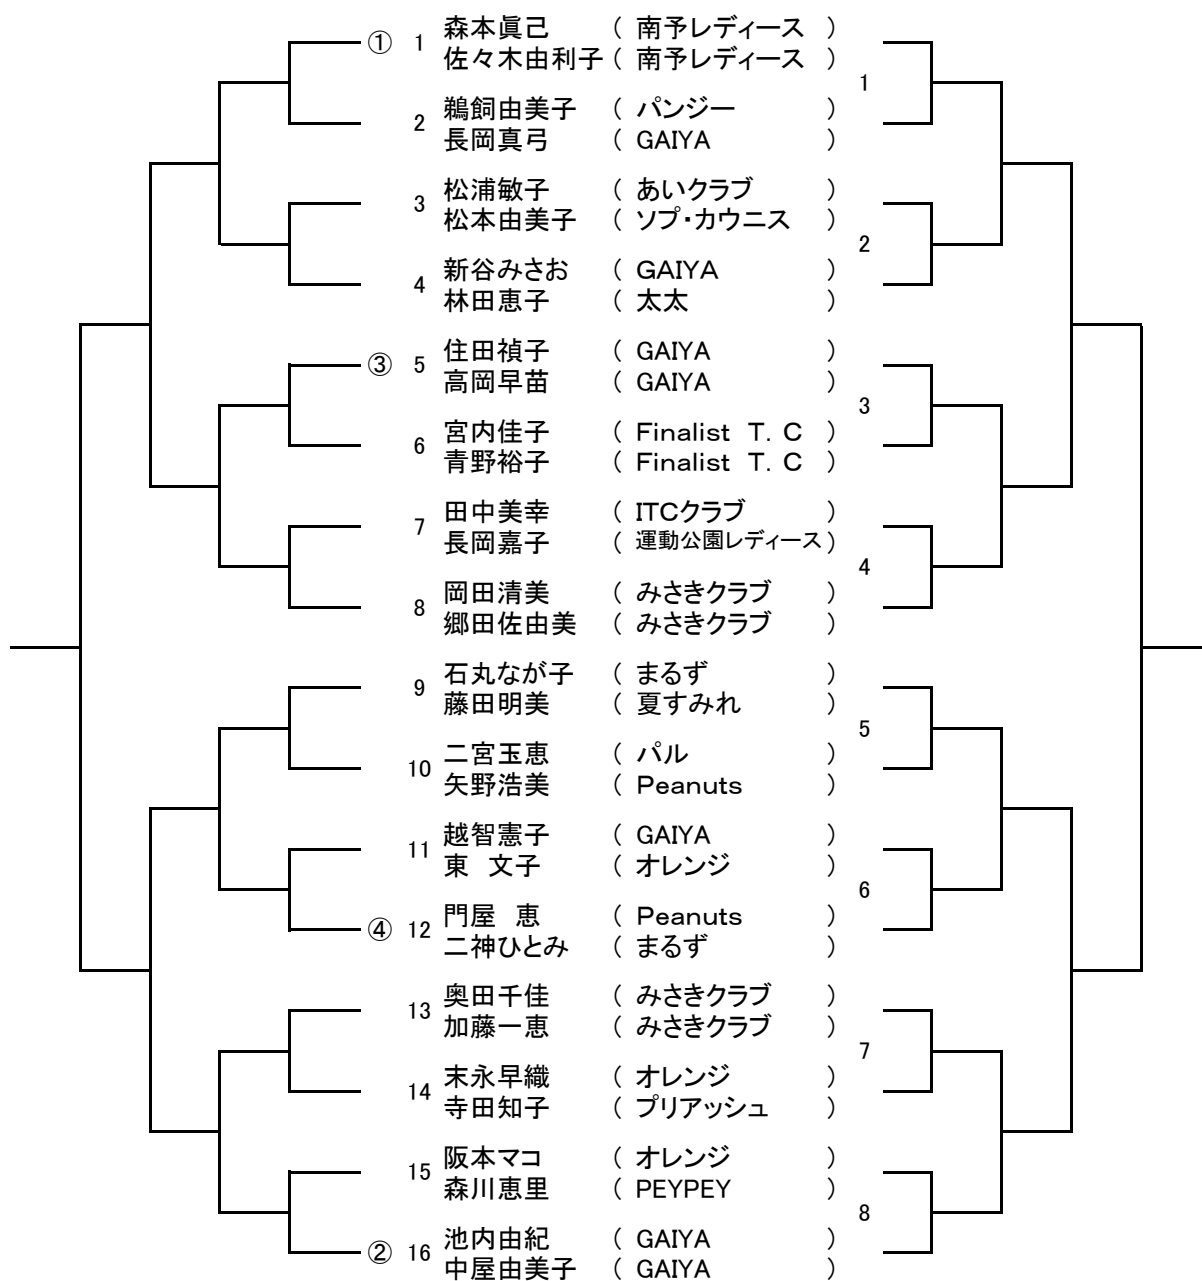 ① 1 森本眞己 ( 南予レディース )
佐々木由利子 ( 南予レディース )
1
2 鵜飼由美子 ( パンジー )
長岡真弓 ( GAIYA )
3 松浦敏子 ( あいクラブ )
松本由美子 ( ソプ・カウニス )
2
4 新谷みさお ( GAIYA )
林田恵子 ( 太太 )
③ 5 住田禎子 ( GAIYA )
高岡早苗 ( GAIYA )
3
6 宮内佳子 ( Finalist T. C )
青野裕子 ( Finalist T. C )
7 田中美幸 ( ITCクラブ )
長岡嘉子 ( 運動公園レディース )
4
8 岡田清美 ( みさきクラブ )
郷田佐由美 ( みさきクラブ )
9 石丸なが子 ( まるず )
藤田明美 ( 夏すみれ )
5
10 二宮玉恵 ( パル )
矢野浩美 ( Peanuts )
11 越智憲子 ( GAIYA )
東 文子 ( オレンジ )
6
④ 12 門屋 恵 ( Peanuts )
二神ひとみ ( まるず )
13 奥田千佳 ( みさきクラブ )
加藤一恵 ( みさきクラブ )
7
14 末永早織 ( オレンジ )
寺田知子 ( プリアッシュ )
15 阪本マコ ( オレンジ )
森川恵里 ( PEYPEY )
8
② 16 池内由紀 ( GAIYA )
中屋由美子 ( GAIYA )